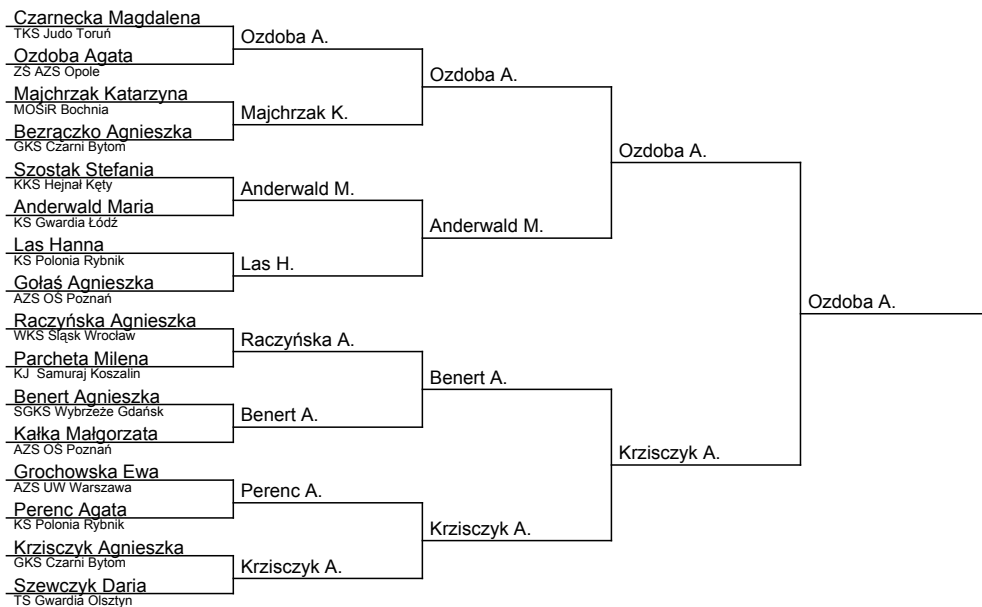 Czarnecka Magdalena
TKS Judo Toruń
Ozdoba Agata
ZŚ AZS Opole
Majchrzak Katarzyna
MOSiR Bochnia
Bezrączko Agnieszka
GKS Czarni Bytom
Szostak Stefania
KKS Hejnał Kęty
Anderwald Maria
KS Gwardia Łódź
Las Hanna
KS Polonia Rybnik
Gołaś Agnieszka
AZS OŚ Poznań
Raczyńska Agnieszka
WKS Śląsk Wrocław
Parcheta Milena
KJ Samuraj Koszalin
Benert Agnieszka
SGKS Wybrzeże Gdańsk
Kałka Małgorzata
AZS OŚ Poznań
Grochowska Ewa
AZS UW Warszawa
Perenc Agata
KS Polonia Rybnik
Krzisczyk Agnieszka
GKS Czarni Bytom
Szewczyk Daria
TS Gwardia Olsztyn
Ozdoba A.
Majchrzak K.
Anderwald M.
Las H.
Raczyńska A.
Benert A.
Perenc A.
Krzisczyk A.
Ozdoba A.
Anderwald M.
Benert A.
Krzisczyk A.
Ozdoba A.
Krzisczyk A.
Ozdoba A.